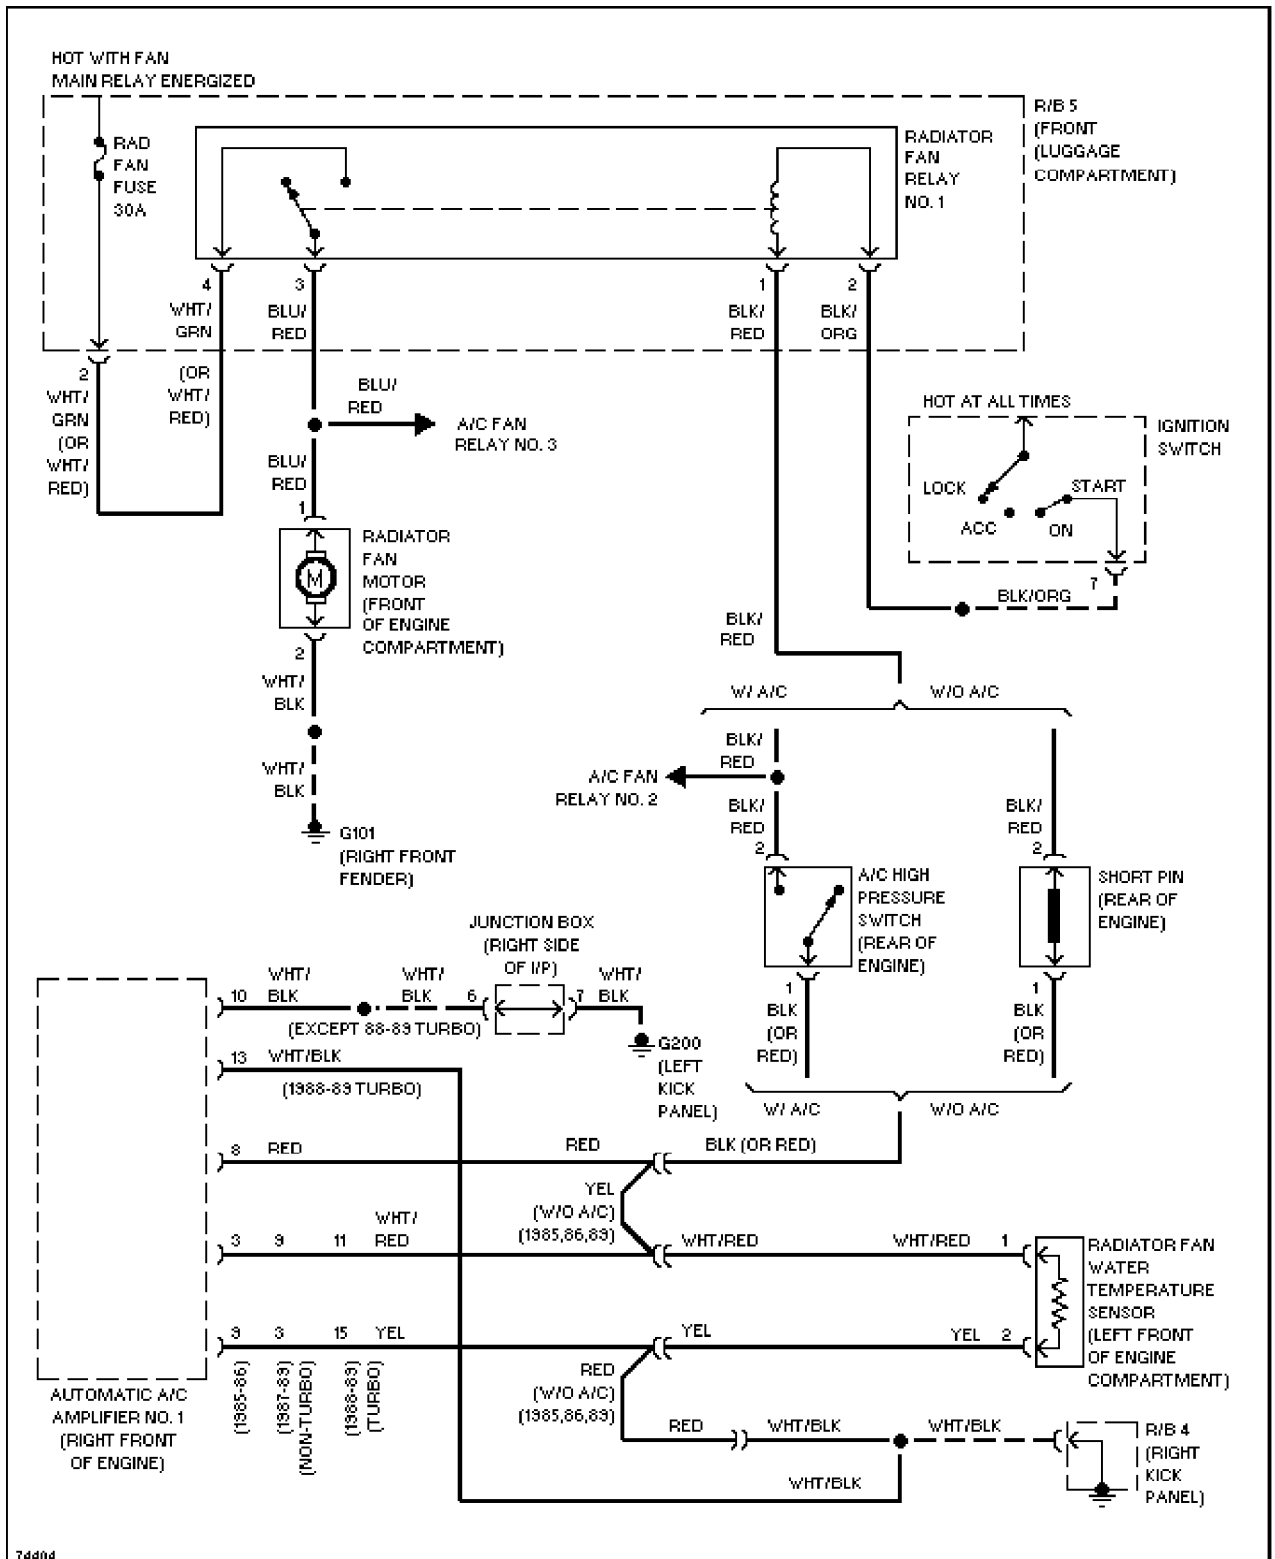 HOT WITH FAN
MAIN RELAY ENERGIZED
R/B 5
(FRONT
(LUGGAGE
COMPARTMENT)
RAD
FAN
FUSE
30A
RADIATOR
FAN
RELAY
NO. 1
4
3
1
2
WHT/
GRN
BLU/
RED
BLK/
RED
BLK/
ORG
2
WHT/
GRN
(OR
WHT/
RED)
(OR
WHT/
RED)
BLU/
RED
A/C FAN
RELAY NO. 3
HOT AT ALL TIMES
IGNITION
SWITCH
LOCK
START
ACC
ON
7
BLK/ORG
BLU/
RED
1
RADIATOR
FAN
MOTOR
(FRONT
OF ENGINE
COMPARTMENT)
M
2
WHT/
BLK
WHT/
BLK
G101
(RIGHT FRONT
FENDER)
BLK/
RED
W/ A/C
W/O A/C
BLK/
RED
A/C FAN
RELAY NO. 2
BLK/
RED
2
BLK/
RED
2
A/C HIGH
PRESSURE
SWITCH
(REAR OF
ENGINE)
SHORT PIN
(REAR OF
ENGINE)
1
BLK
(OR
RED)
1
BLK
(OR
RED)
W/ A/C
W/O A/C
JUNCTION BOX
(RIGHT SIDE
OF I/P)
10
WHT/
BLK
WHT/
BLK
6
7
WHT/
BLK
(EXCEPT 88-89 TURBO)
G200
(LEFT
KICK
PANEL)
13
WHT/BLK
(1988-89 TURBO)
8
RED
RED
BLK (OR RED)
YEL
(W/O A/C)
(1985,86,89)
3
9
11
WHT/
RED
WHT/RED
WHT/RED
1
RADIATOR FAN
WATER
TEMPERATURE
SENSOR
(LEFT FRONT
OF ENGINE
COMPARTMENT)
9
3
15
YEL
YEL
YEL
2
(1985-86)
(1987-89)
(NON-TURBO)
(1988-89)
(TURBO)
RED
(W/O A/C)
(1985,86,89)
AUTOMATIC A/C
AMPLIFIER NO. 1
(RIGHT FRONT
OF ENGINE)
RED
WHT/BLK
WHT/BLK
R/B 4
(RIGHT
KICK
PANEL)
WHT/BLK
74404